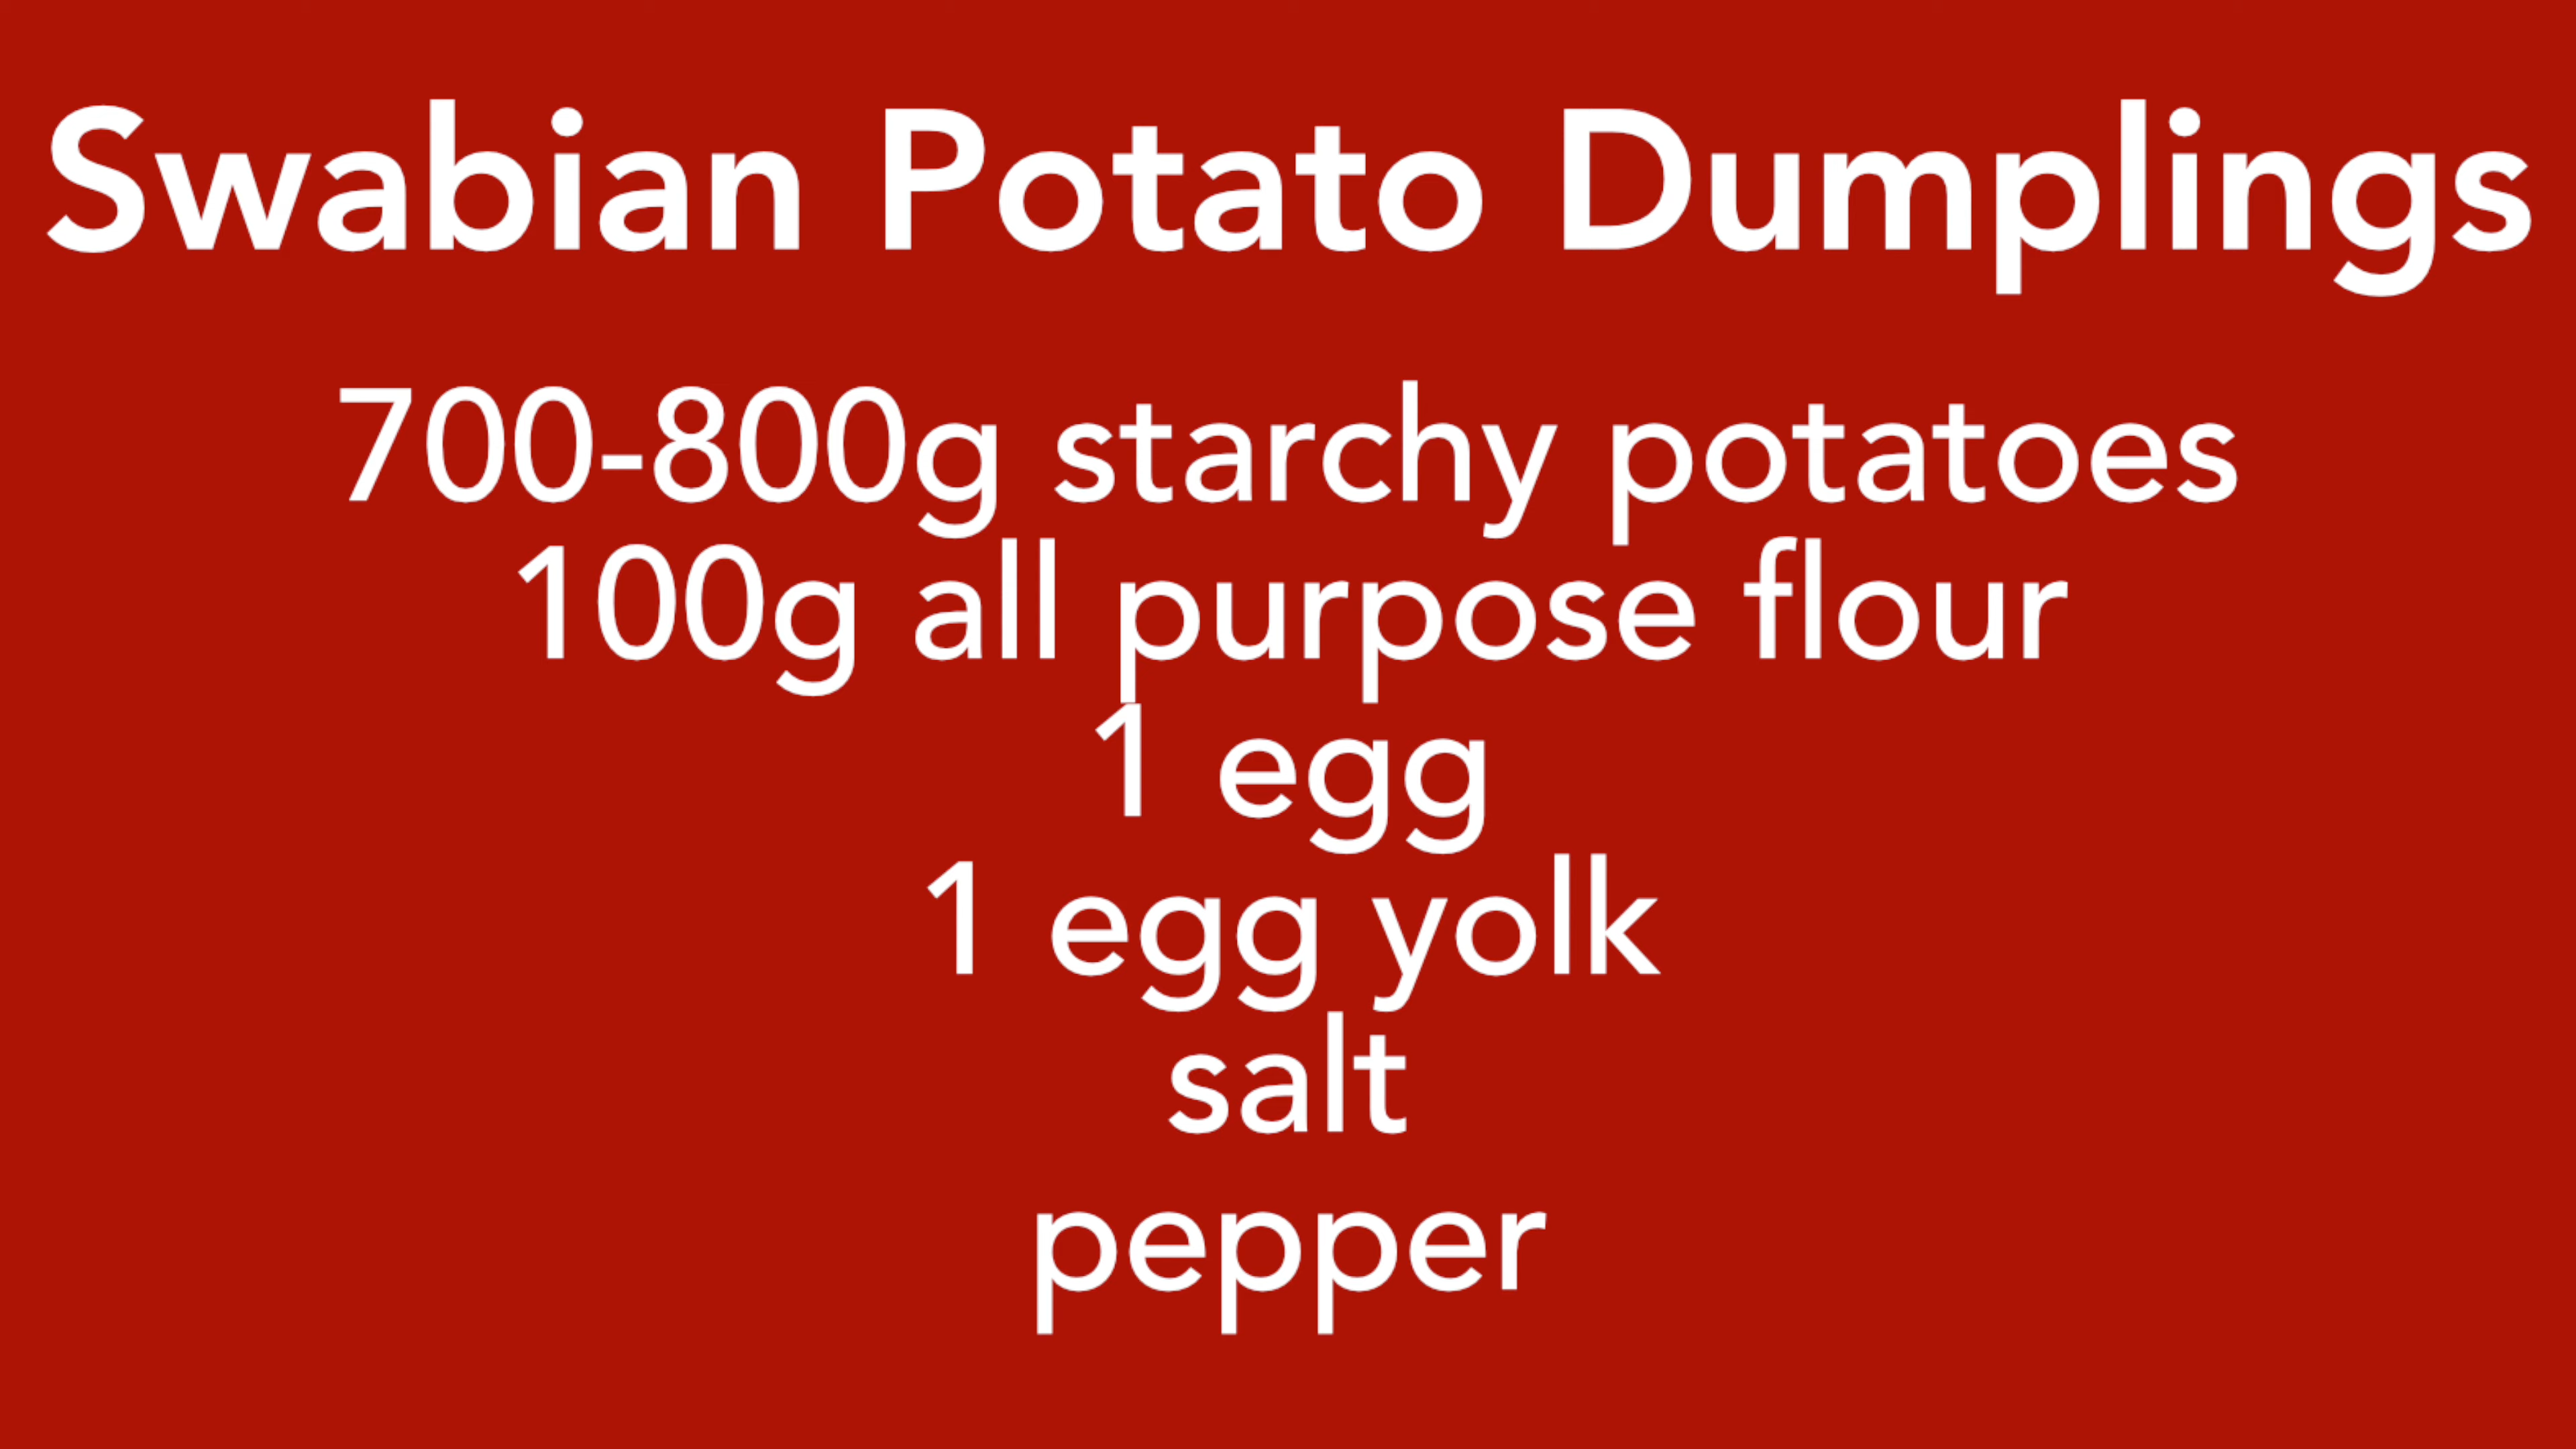 Swabian Potato Dumplings
700-800g starchy potatoes
100g all purpose flour
1 egg
1 egg yolk
salt
pepper